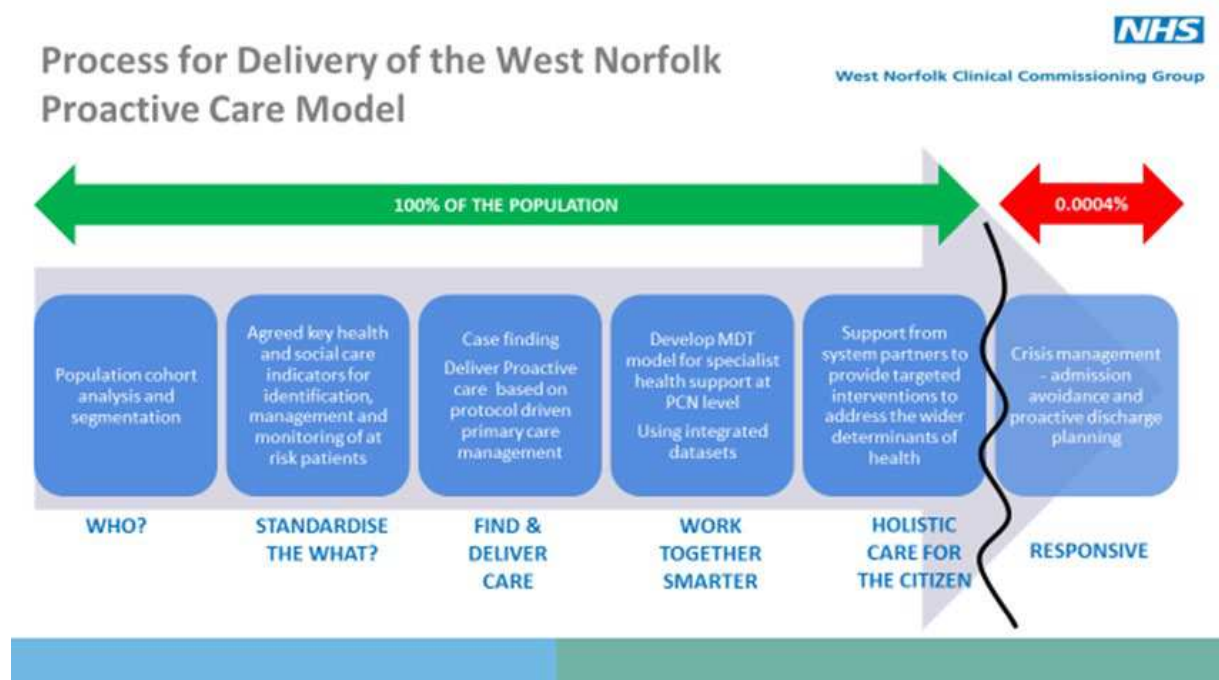 NHS
Process for Delivery of the West Norfolk
Proactive Care Model
West Norfolk Clinical Commissioning Group
100% OF THE POPULATION
0.0004%
Population cohort
analysis and
segmentation
Agreed key health
and social care
indicators for
identification,
management and
monitoring of at
risk patients
Case finding
Deliver Proactive
care based on
protocol driven
primary care
management
Develop MDT
model for specialist
health support at
PCN level
Using integrated
datasets
Support from
system partners to
provide targeted
interventions to
address the wider
determinants of
health
Crisis management
- admission
avoidance and
proactive discharge
planning
WHO?
STANDARDISE
THE WHAT?
FIND &
DELIVER
CARE
WORK
TOGETHER
SMARTER
HOLISTIC
CARE FOR
THE CITIZEN
RESPONSIVE